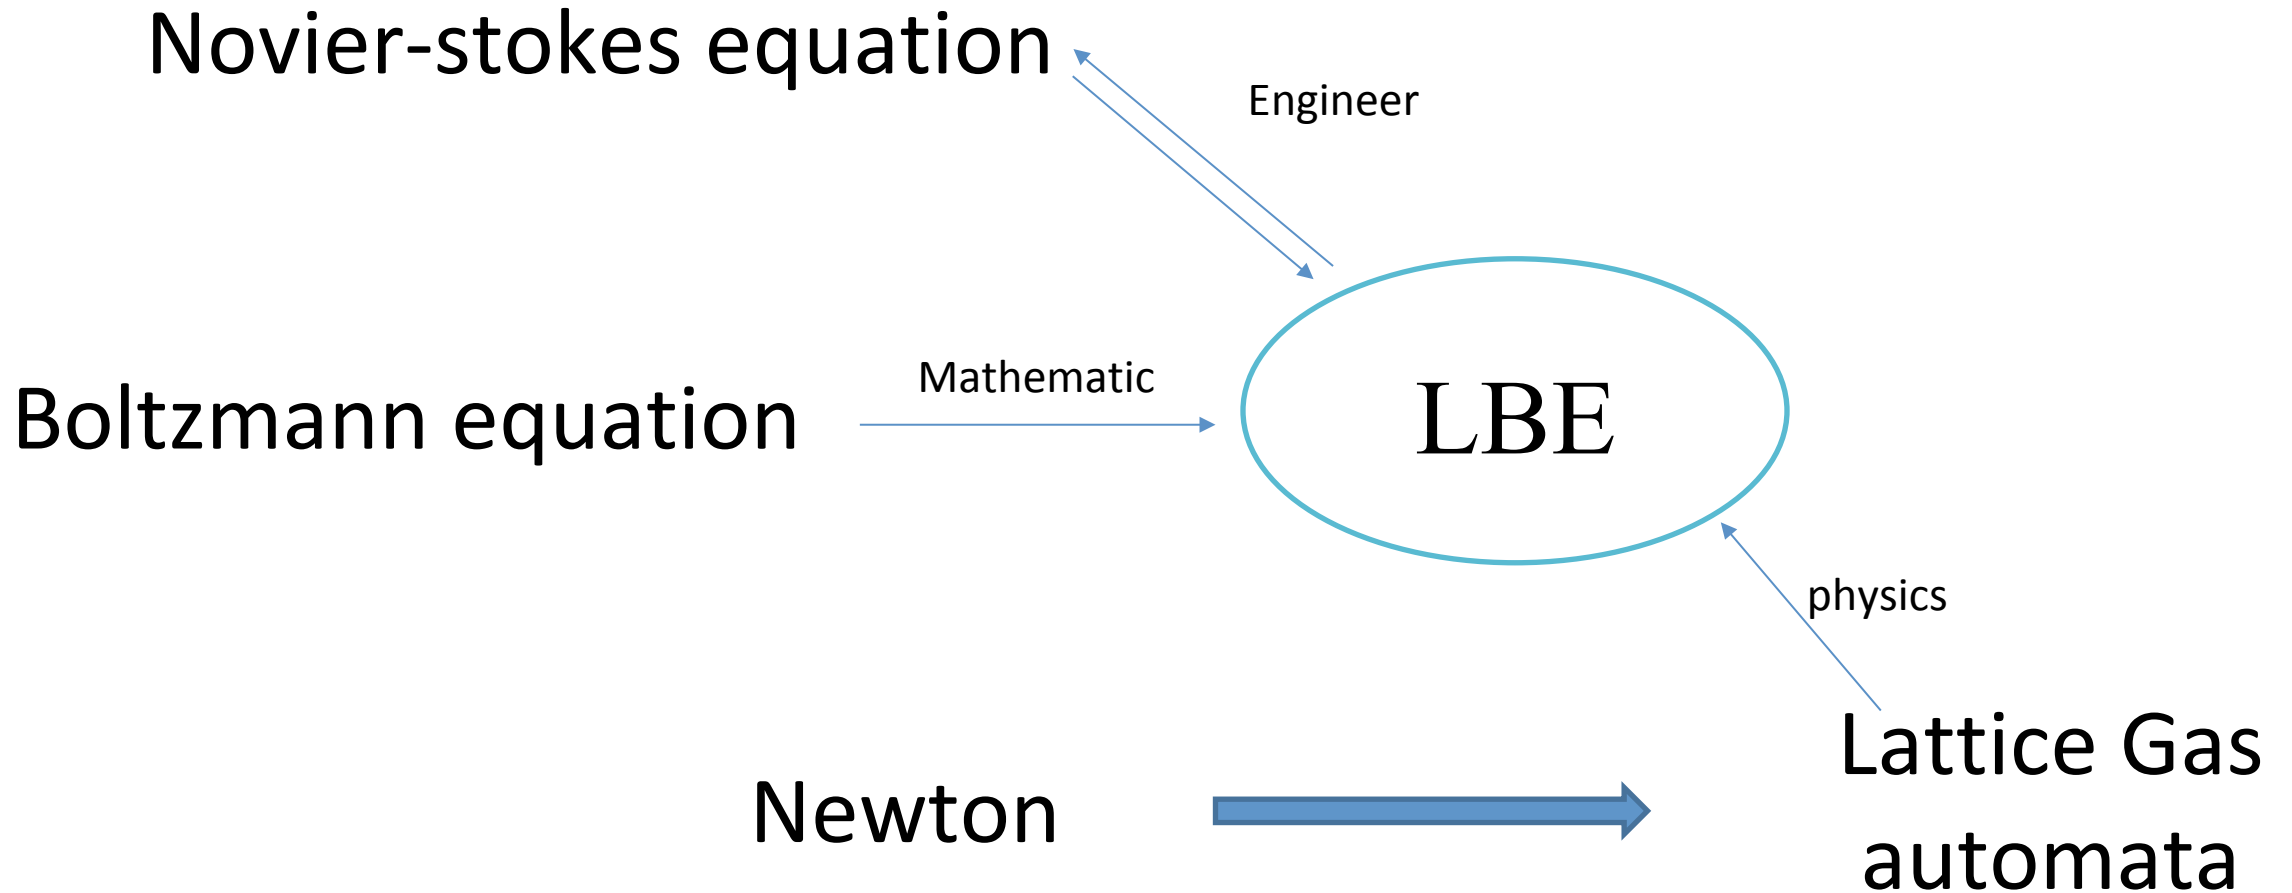 Novier-stokes equation
Engineer
Mathematic
Boltzmann equation
LBE
physics
Lattice Gas
automata
Newton